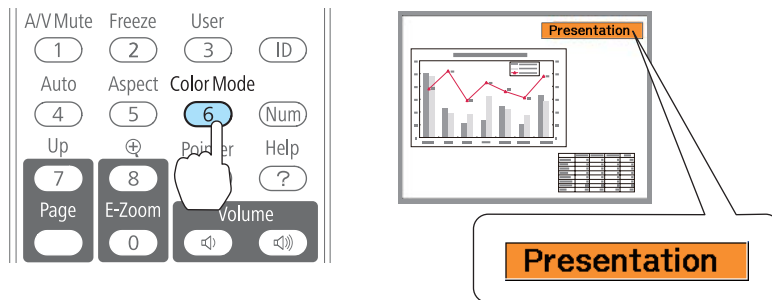 A/V Mute Freeze User
1 2 3 ID
Auto Aspect Color Mode
4 5 6 Num
Up Help
7 8 ?
Page E-Zoom Volume
0
Presentation
Presentation